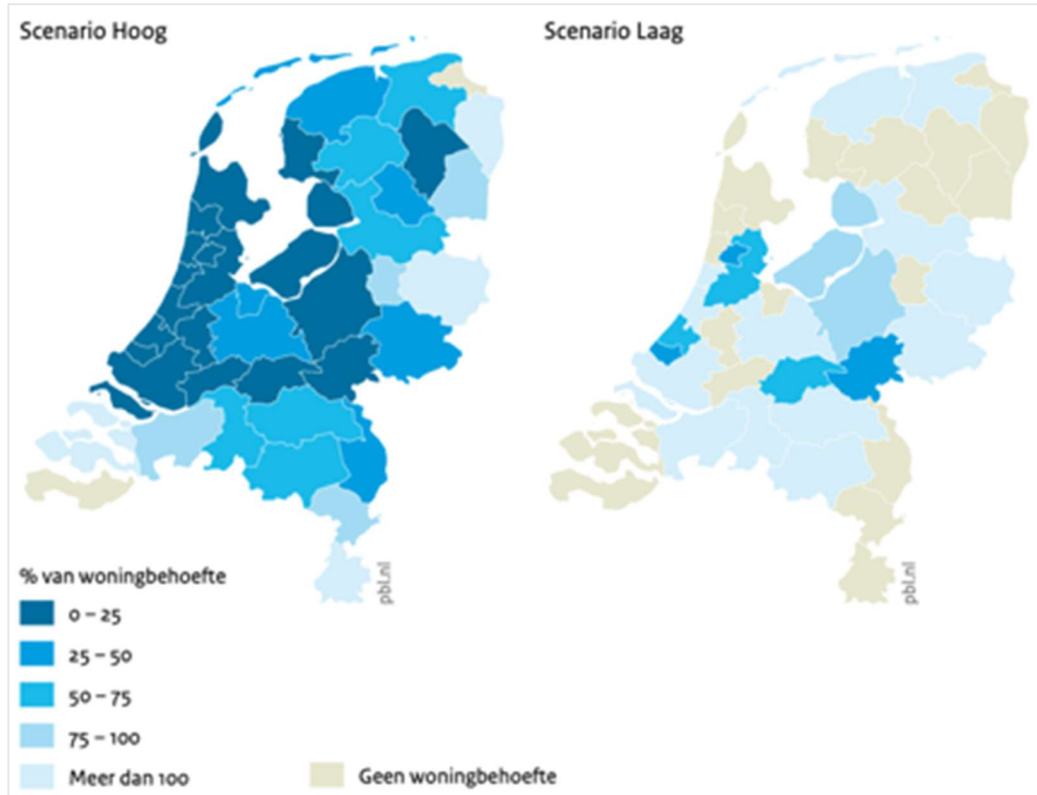 Scenario Hoog
Scenario Laag
pbl.nl
pbl.nl
% van woningbehoefte
0 – 25
25 – 50
50 – 75
75 – 100
Meer dan 100
Geen woningbehoefte